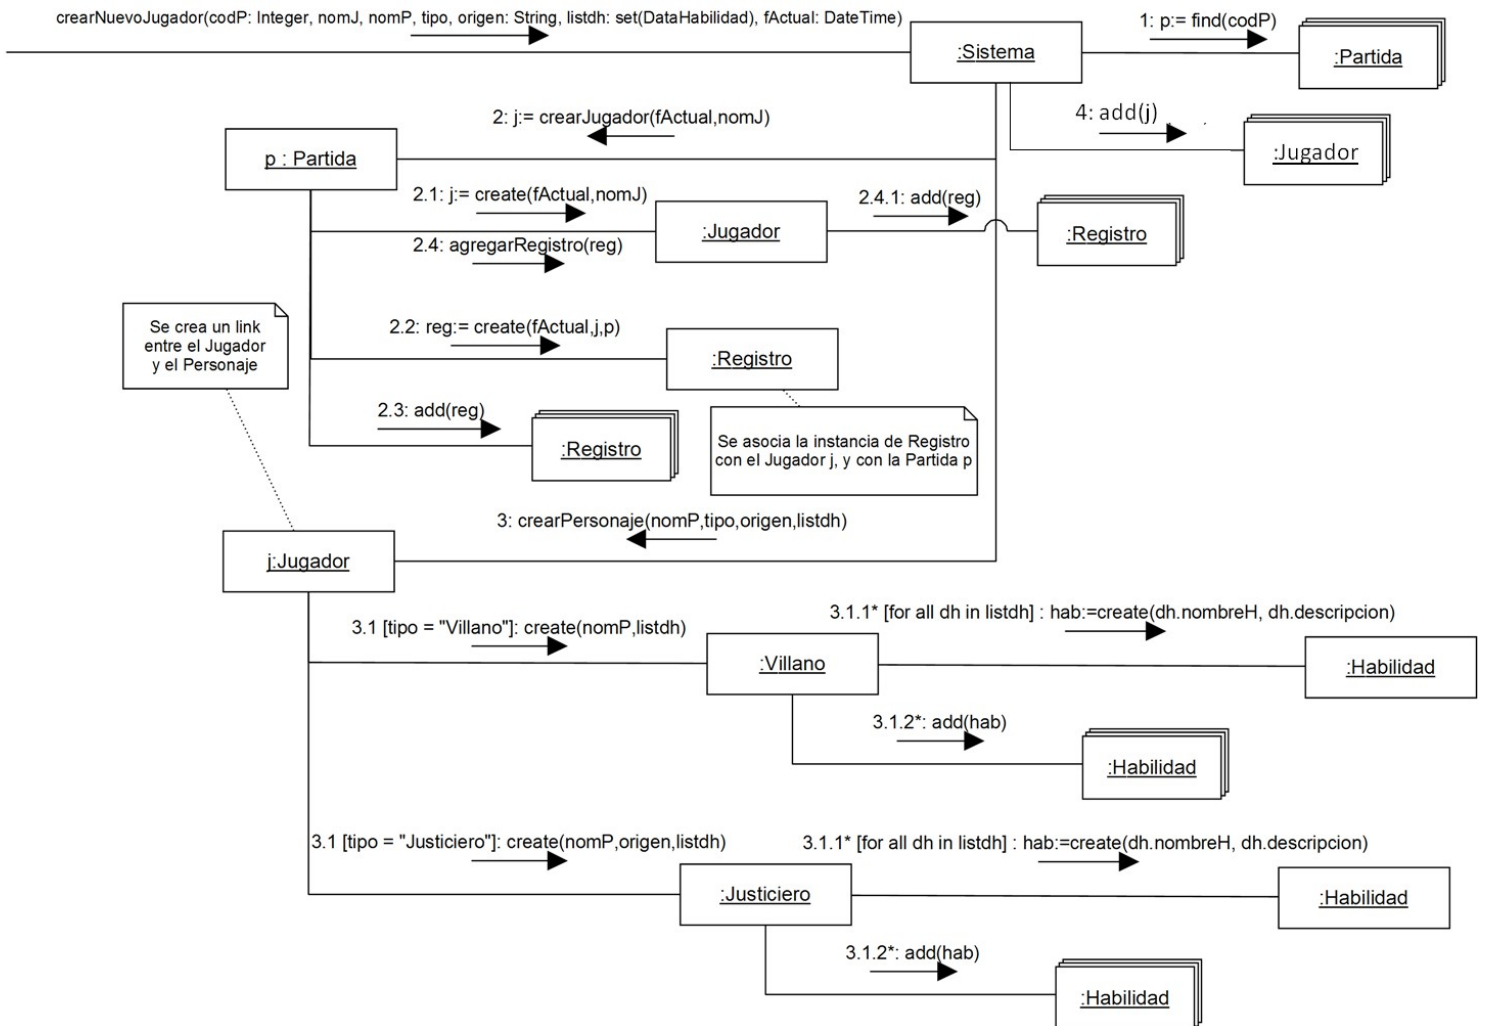 crearNuevoJugador(codP: Integer, nomJ, nomP, tipo, origen: String, listdh: set(DataHabilidad), fActual: DateTime)
1: p:= find(codP)
:Sistema
:Partida
2: j:= crearJugador(fActual,nomJ)
4: add(j)
p : Partida
:Jugador
2.1: j:= create(fActual,nomJ)
2.4.1: add(reg)
:Jugador
:Registro
2.4: agregarRegistro(reg)
Se crea un link
entre el Jugador
y el Personaje
2.2: reg:= create(fActual,j,p)
:Registro
2.3: add(reg)
:Registro
Se asocia la instancia de Registro
con el Jugador j, y con la Partida p
3: crearPersonaje(nomP,tipo,origen,listdh)
j:Jugador
3.1 [tipo = "Villano"]: create(nomP,listdh)
3.1.1* [for all dh in listdh] : hab:=create(dh.nombreH, dh.descripcion)
:Villano
:Habilidad
3.1.2*: add(hab)
:Habilidad
3.1 [tipo = "Justiciero"]: create(nomP,origen,listdh)
3.1.1* [for all dh in listdh] : hab:=create(dh.nombreH, dh.descripcion)
:Justiciero
:Habilidad
3.1.2*: add(hab)
:Habilidad